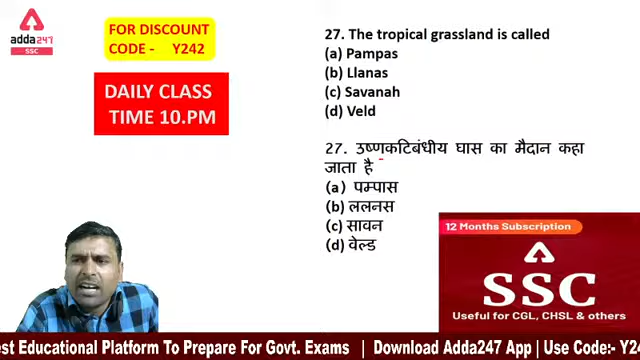 adda247
SSC
FOR DISCOUNT
CODE - Y242
DAILY CLASS
TIME 10.PM
27. The tropical grassland is called
(a) Pampas
(b) Llanas
(c) Savanah
(d) Veld
27. उष्णकटिबंधीय घास का मैदान कहा
जाता है
(a) पम्पास
(b) ललनस
(c) सावन
(d) वेल्ड
12 Months Subscription
SSC
Useful for CGL, CHSL & others
est Educational Platform To Prepare For Govt. Exams | Download Adda247 App | Use Code:- Y24